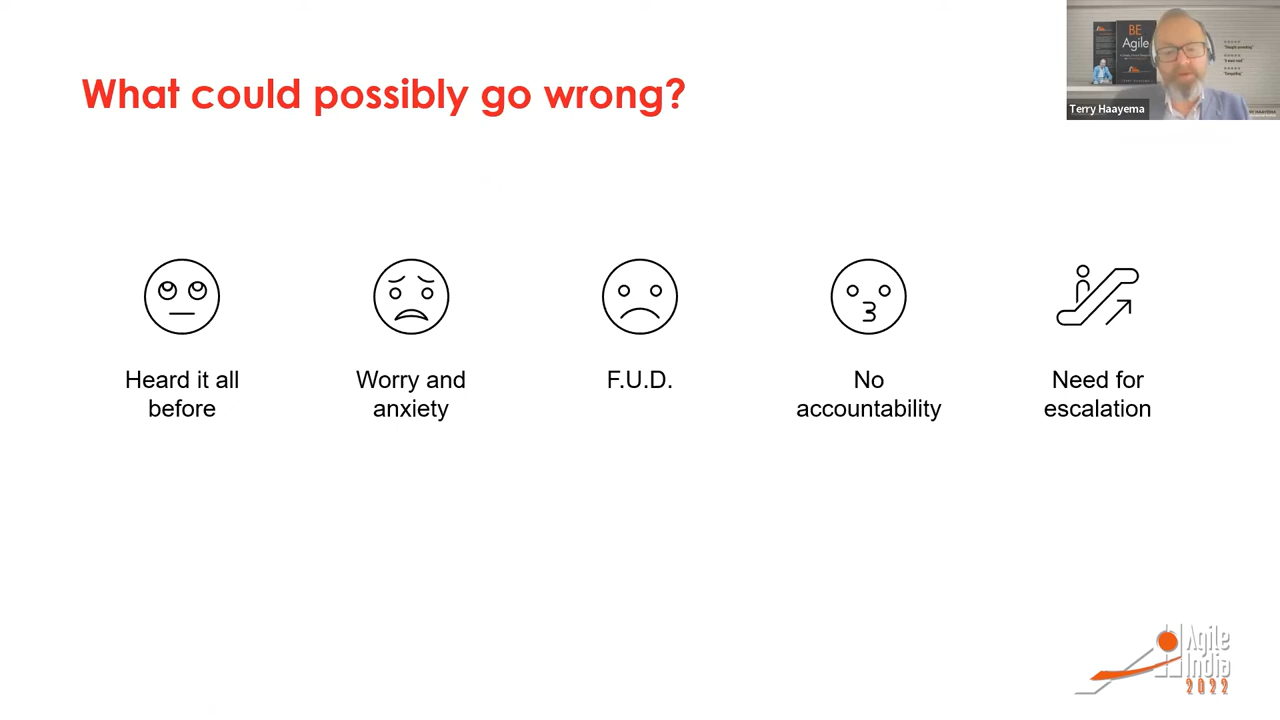 What could possibly go wrong?
BE
Agile
Terry Haayema
Heard it all
before
Worry and
anxiety
F.U.D.
No
accountability
Need for
escalation
Agile
India
2022